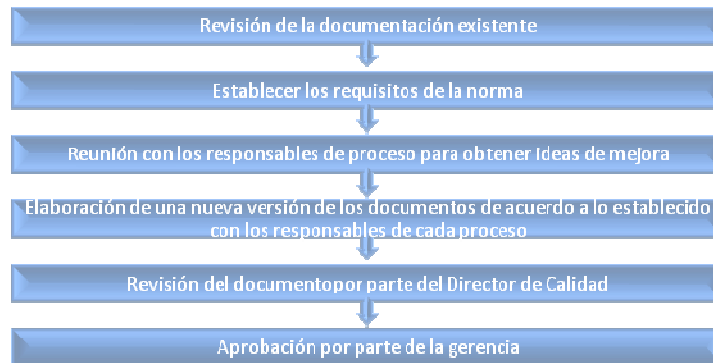 Revisión de la documentación existente
Establecer los requisitos de la norma
Reunión con los responsables de proceso para obtener ideas de mejora
Elaboración de una nueva versión de los documentos de acuerdo a lo establecido
con los responsables de cada proceso
Revisión del documentopor parte del Director de Calidad
Aprobación por parte de la gerencia